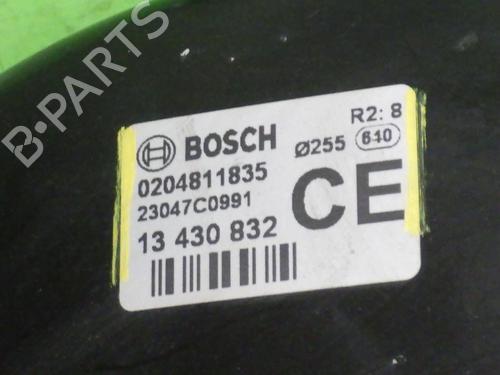 B-PARTS
BOSCH
R2: 8
Ø255 610
0204811835
23047C0991
CE
13 430 832